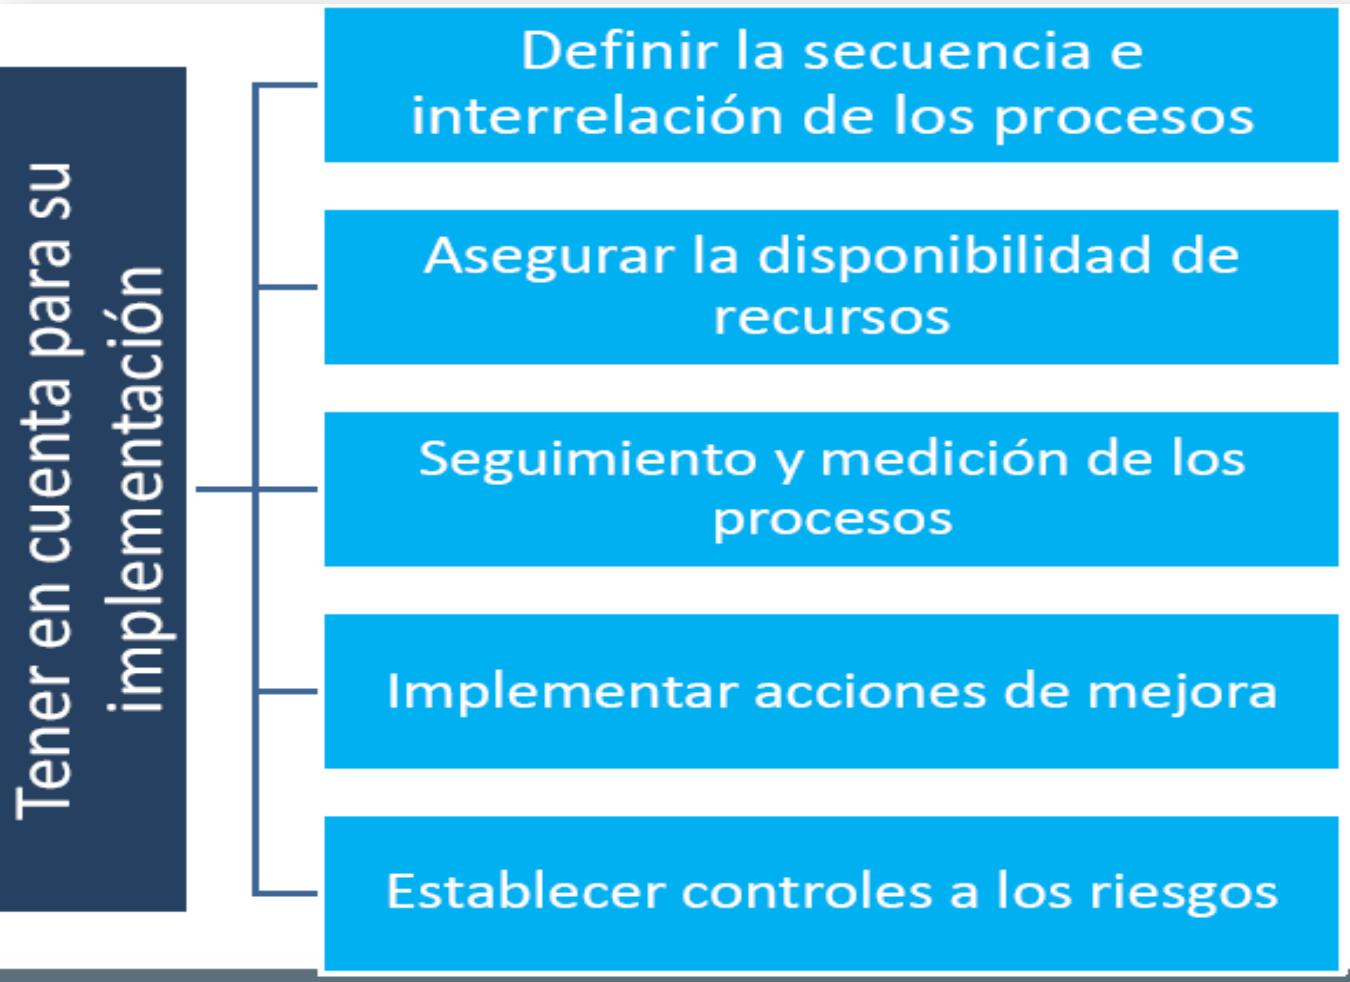 Tener en cuenta para su
implementación
Definir la secuencia e
interrelación de los procesos
Asegurar la disponibilidad de
recursos
Seguimiento y medición de los
procesos
Implementar acciones de mejora
Establecer controles a los riesgos